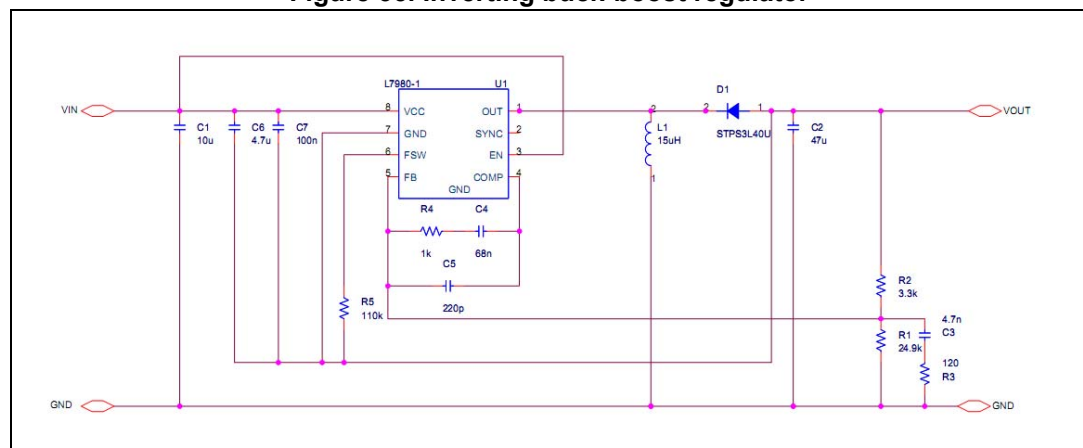 Figure 35. Inverting buck-boost regulator
L7980-1
U1
VIN
C1
10u
C6
4.7u
C7
100n
8
VCC
7
GND
6
FSW
5
FB
OUT
1
SYNC
2
EN
3
COMP
4
GND
R4
1k
C4
68n
C5
220p
R5
110k
2
L1
15uH
1
D1
2
1
STPS3L40U
C2
47u
VOUT
R2
3.3k
4.7n
C3
R1
24.9k
120
R3
GND
GND